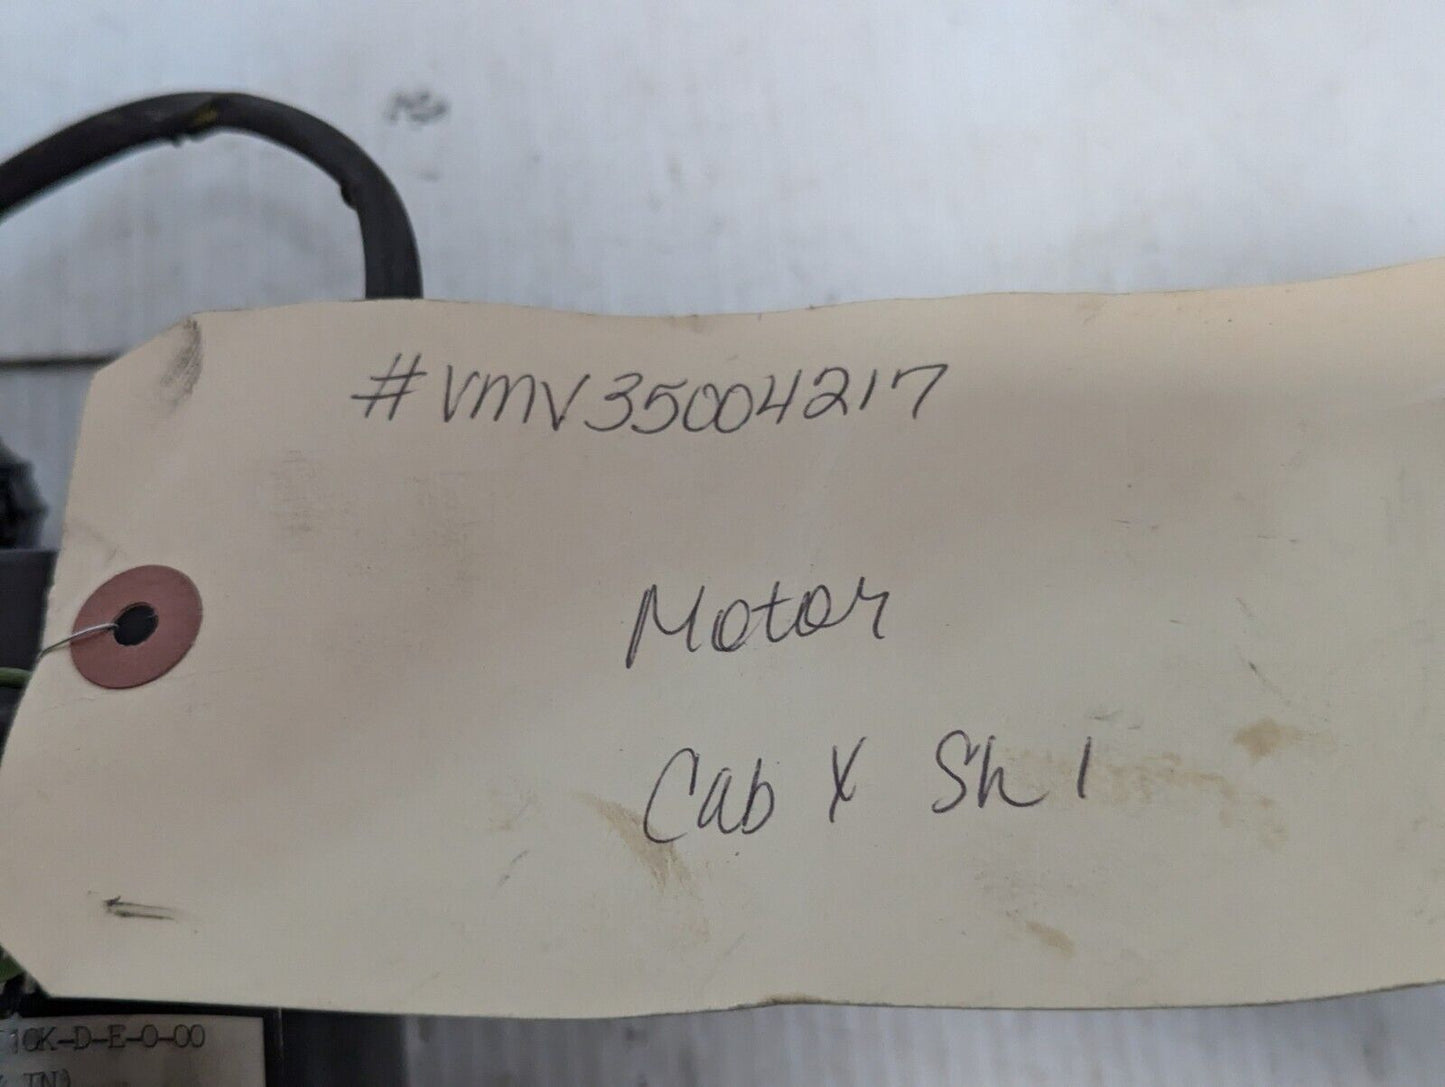 #VMV35004217
Motor
Cab X Sh 1
10K-D-E-0-00